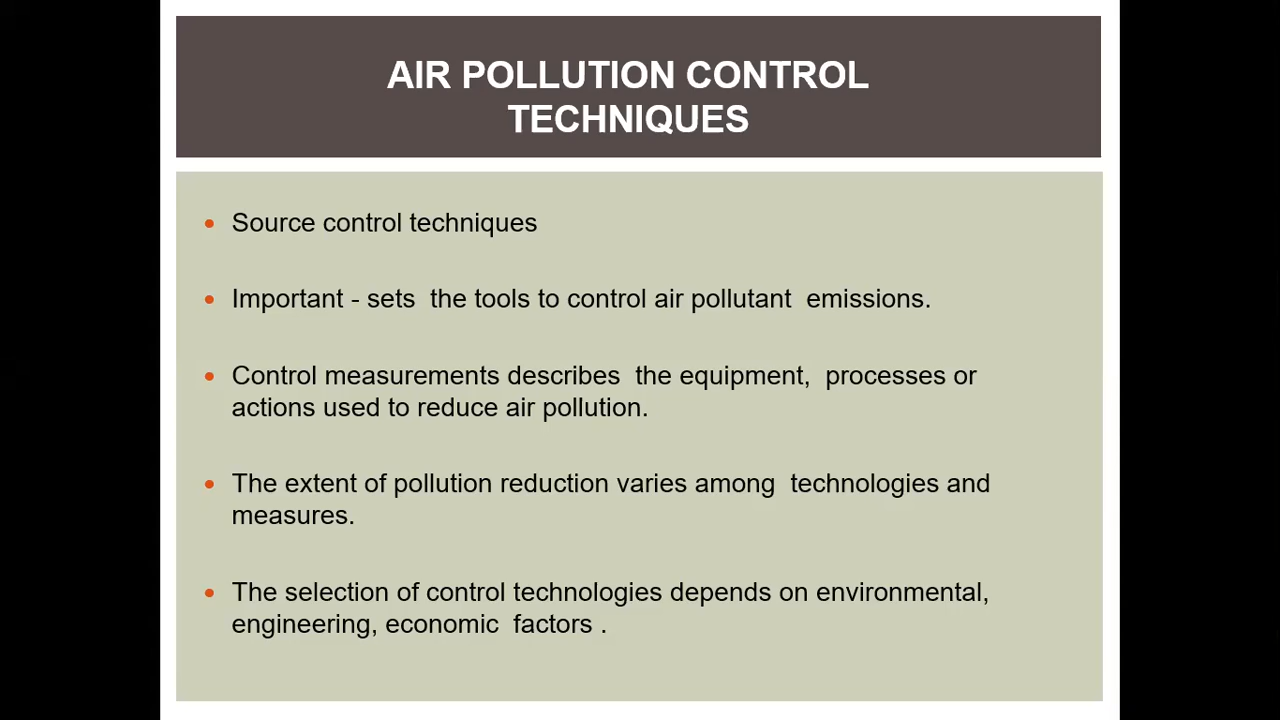 AIR POLLUTION CONTROL
TECHNIQUES
• Source control techniques
• Important - sets  the tools to control air pollutant  emissions.
• Control measurements describes  the equipment,  processes or
actions used to reduce air pollution.
• The extent of pollution reduction varies among  technologies and
measures.
• The selection of control technologies depends on environmental,
engineering, economic  factors .